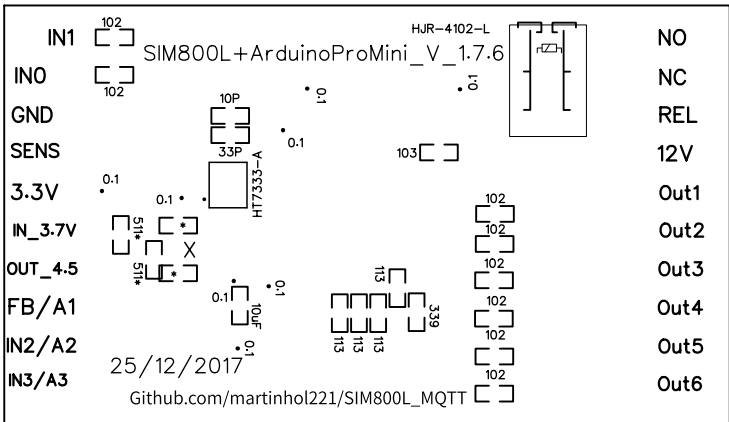 IN1
102
SIM800L+ArduinoProMini_V_1.7.6
HJR-4102-L
NO
IN0
102
NC
0.1
0.1
GND
10P
REL
0.1
SENS
33P
103
12V
3.3V
0.1
0.1
HT7333-A
Out1
102
IN_3.7V
511*
*
Out2
102
X
OUT_4.5
511*
*
Out3
102
113
0.1
0.1
FB/A1
10uF
339
Out4
102
IN2/A2
0.1
113
113
113
Out5
102
25/12/2017
IN3/A3
Out6
102
Github.com/martinhol221/SIM800L_MQTT